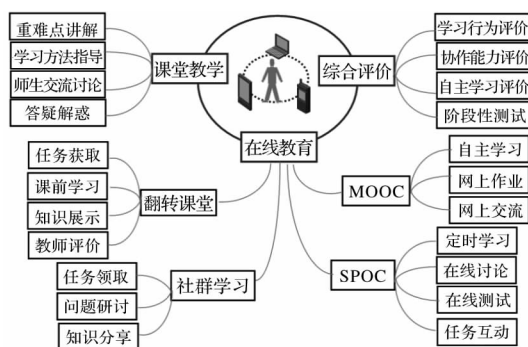 重难点讲解
学习方法指导
师生交流讨论
答疑解惑
课堂教学
综合评价
学习行为评价
协作能力评价
自主学习评价
阶段性测试
在线教育
任务获取
课前学习
知识展示
教师评价
翻转课堂
MOOC
自主学习
网上作业
网上交流
任务领取
问题研讨
知识分享
社群学习
SPOC
定时学习
在线讨论
在线测试
任务互动